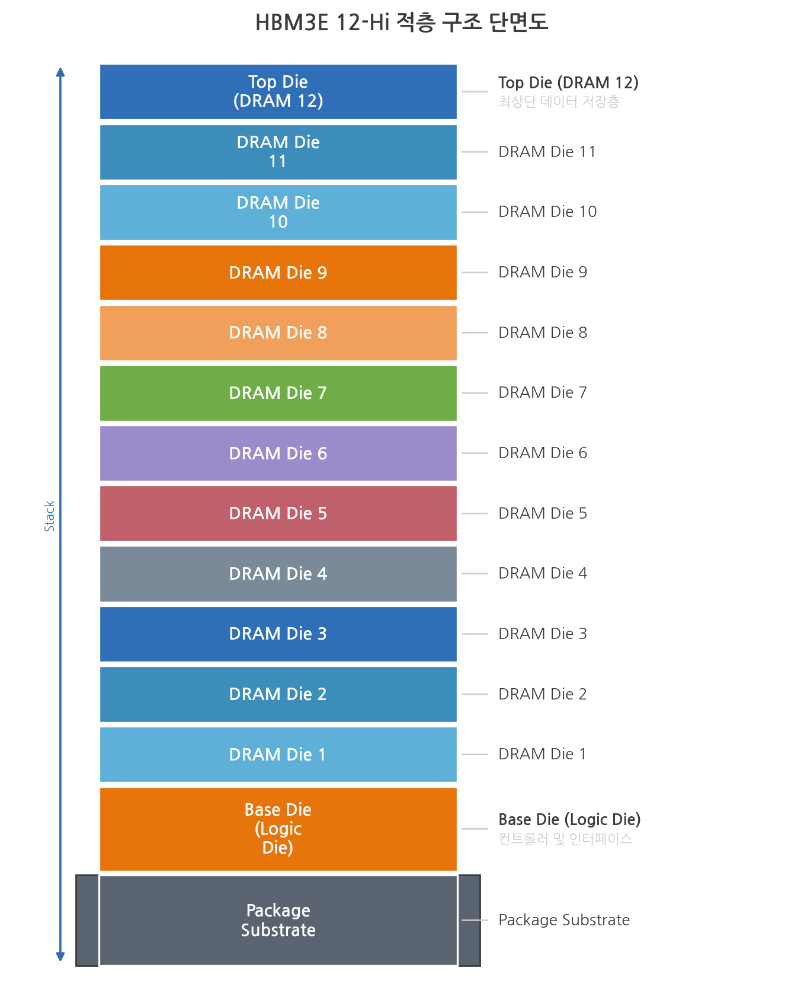 HBM3E 12-Hi 적층 구조 단면도
Top Die
(DRAM 12)
Top Die (DRAM 12)
최상단 데이터 저장층
DRAM Die
11
DRAM Die 11
DRAM Die
10
DRAM Die 10
DRAM Die 9
DRAM Die 9
DRAM Die 8
DRAM Die 8
DRAM Die 7
DRAM Die 7
DRAM Die 6
DRAM Die 6
Stack
DRAM Die 5
DRAM Die 5
DRAM Die 4
DRAM Die 4
DRAM Die 3
DRAM Die 3
DRAM Die 2
DRAM Die 2
DRAM Die 1
DRAM Die 1
Base Die
(Logic
Die)
Base Die (Logic Die)
컨트롤러 및 인터페이스
Package
Substrate
Package Substrate